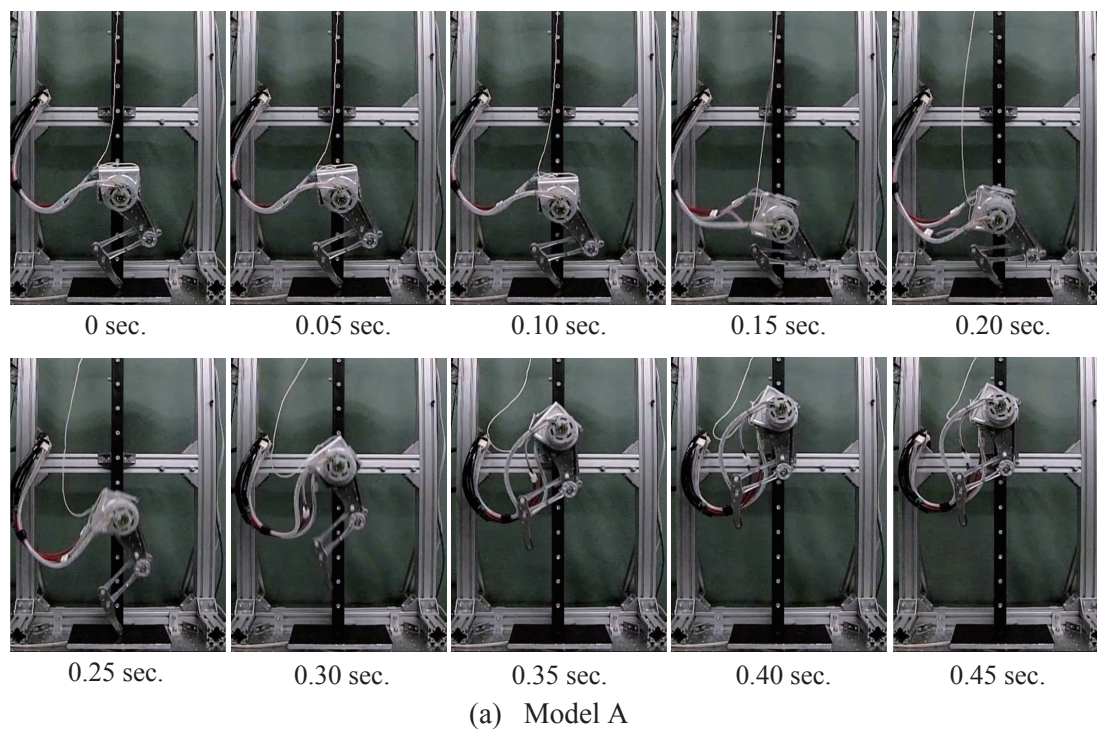 0 sec.
0.05 sec.
0.10 sec.
0.15 sec.
0.20 sec.
0.25 sec.
0.30 sec.
0.35 sec.
0.40 sec.
0.45 sec.
(a) Model A